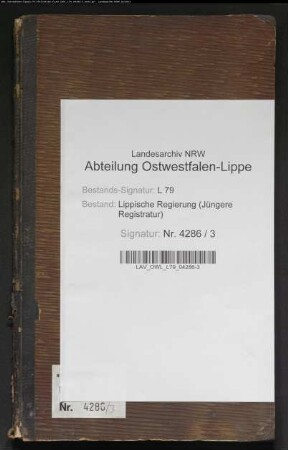 Landesarchiv NRW
Abteilung Ostwestfalen-Lippe
Bestands-Signatur: L 79
Bestand: Lippische Regierung (Jüngere
Registratur)
Signatur: Nr. 4286 / 3
LAV_OWL_L79_04286-3
Nr. 4286/3